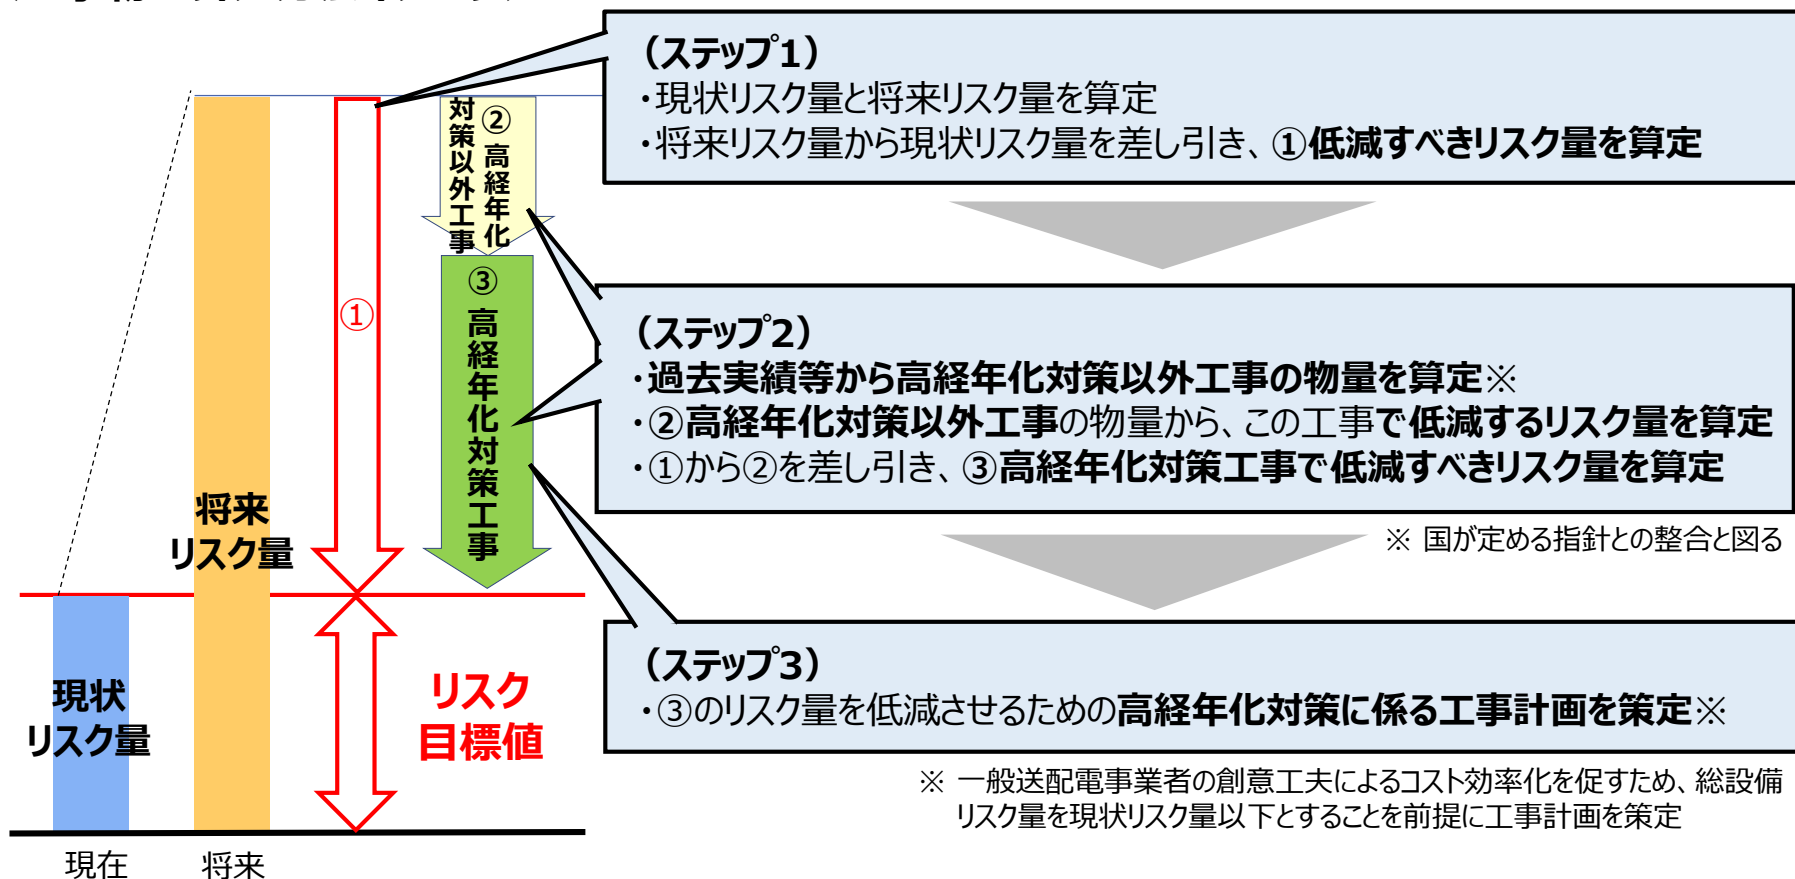 （ステップ1）
・現状リスク量と将来リスク量を算定
・将来リスク量から現状リスク量を差し引き、①低減すべきリスク量を算定
②高経年化
対策以外工事
③高経年化対策工事
①
（ステップ2）
・過去実績等から高経年化対策以外工事の物量を算定※
・②高経年化対策以外工事の物量から、この工事で低減するリスク量を算定
・①から②を差し引き、③高経年化対策工事で低減すべきリスク量を算定
※ 国が定める指針との整合と図る
将来
リスク量
（ステップ3）
・③のリスク量を低減させるための高経年化対策に係る工事計画を策定※
※ 一般送配電事業者の創意工夫によるコスト効率化を促すため、総設備
リスク量を現状リスク量以下とすることを前提に工事計画を策定
現状
リスク量
リスク
目標値
現在
将来